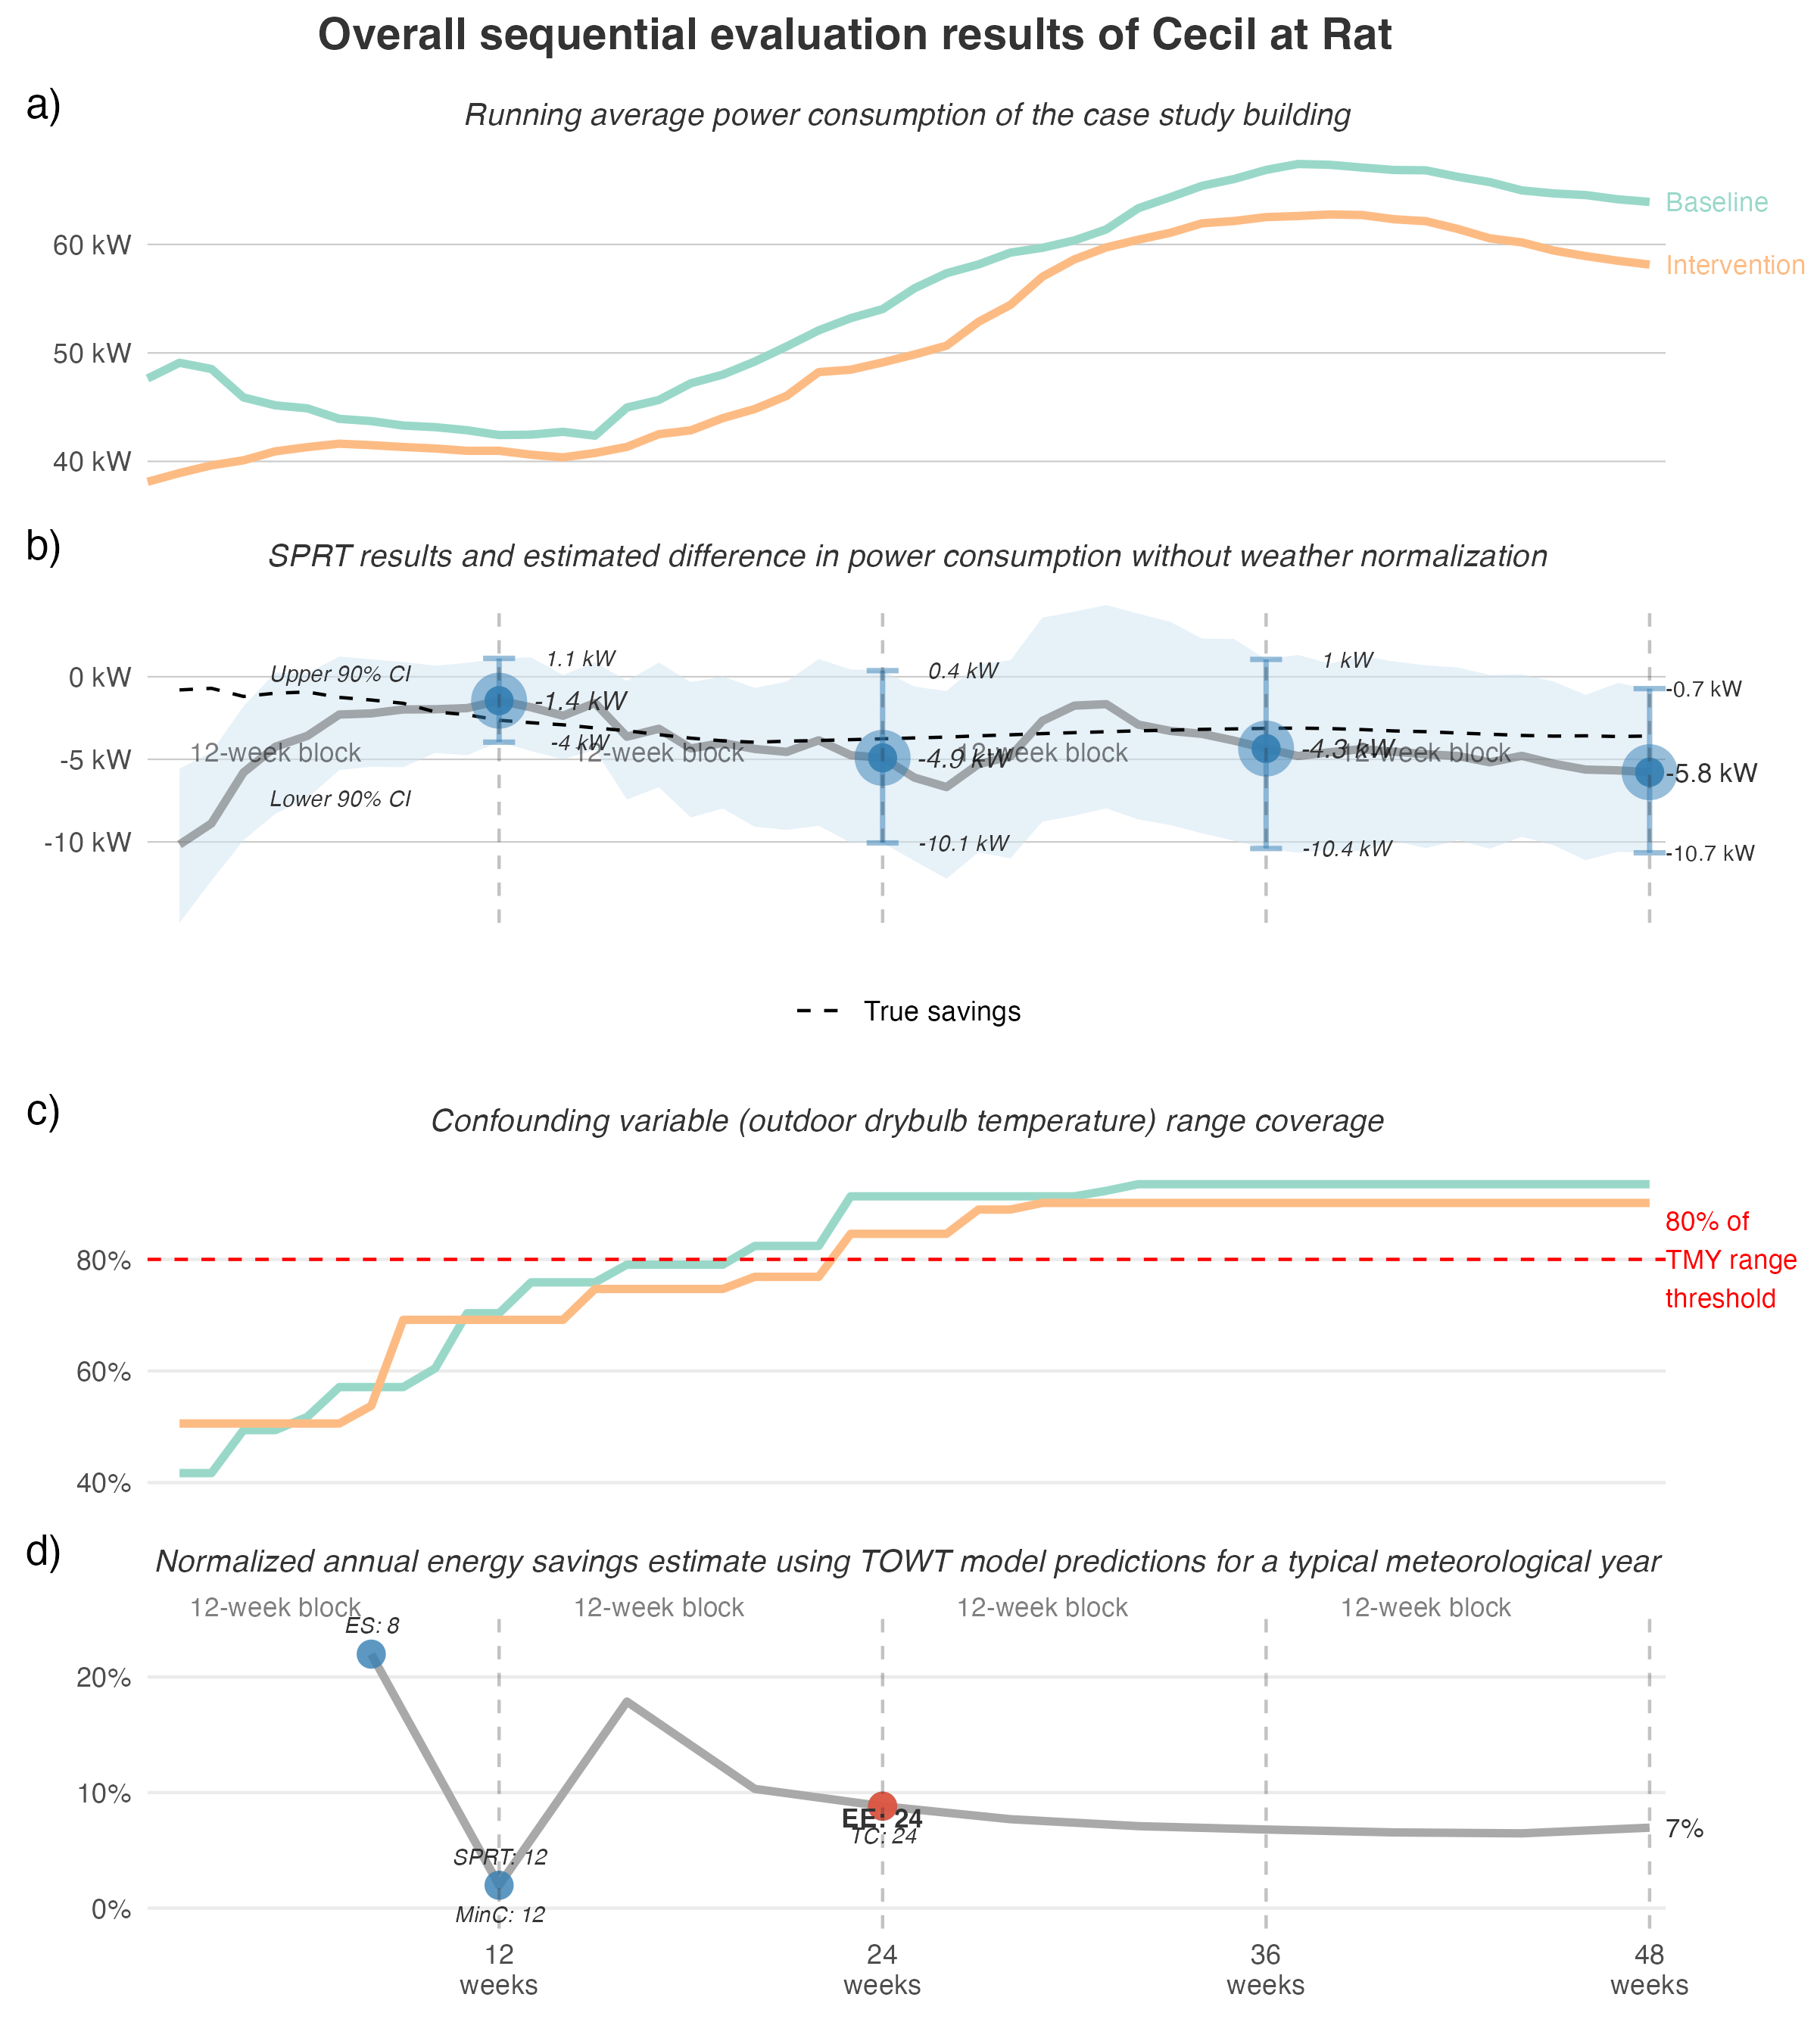 Overall sequential evaluation results of Cecil at Rat
a)
Running average power consumption of the case study building
60 kW
50 kW
40 kW
Baseline
Intervention
b)
SPRT results and estimated difference in power consumption without weather normalization
0 kW
-5 kW
-10 kW
Upper 90% CI
Lower 90% CI
12-week block
12-week block
12-week block
12-week block
1.1 kW
-1.4 kW
-4 kW
0.4 kW
-4.9 kW
-10.1 kW
1 kW
-4.3 kW
-10.4 kW
-0.7 kW
-5.8 kW
-10.7 kW
True savings
c)
Confounding variable (outdoor drybulb temperature) range coverage
80%
60%
40%
80% of
TMY range
threshold
d)
Normalized annual energy savings estimate using TOWT model predictions for a typical meteorological year
12-week block
12-week block
12-week block
12-week block
20%
10%
0%
ES: 8
SPRT: 12
MinC: 12
EE: 24
TC: 24
7%
12
weeks
24
weeks
36
weeks
48
weeks